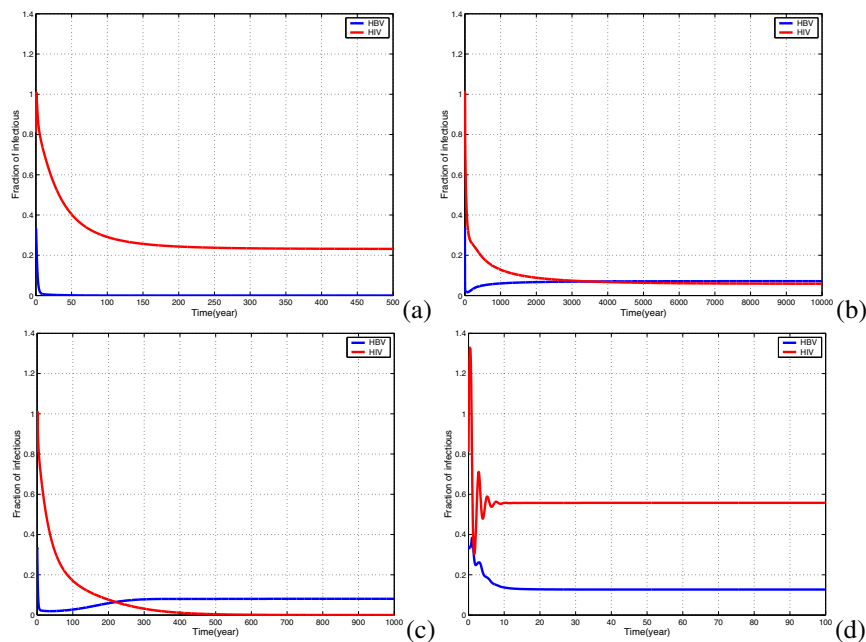 1.4
1.2
1
0.8
0.6
0.4
0.2
0
Fraction of infectious
HBV
HIV
0 50 100 150 200 250 300 350 400 450 500
Time(year)
(a)
1.4
1.2
1
0.8
0.6
0.4
0.2
0
Fraction of infectious
HBV
HIV
0 1000 2000 3000 4000 5000 6000 7000 8000 9000 10000
Time(year)
(b)
1.4
1.2
1
0.8
0.6
0.4
0.2
0
Fraction of infectious
HBV
HIV
0 100 200 300 400 500 600 700 800 900 1000
Time(year)
(c)
1.4
1.2
1
0.8
0.6
0.4
0.2
0
Fraction of infectious
HBV
HIV
0 10 20 30 40 50 60 70 80 90 100
Time(year)
(d)